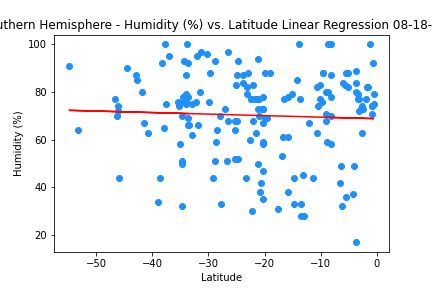 uthern Hemisphere - Humidity (%) vs. Latitude Linear Regression 08-18-
100
80
60
40
20
Humidity (%)
−50 −40 −30 −20 −10 0
Latitude